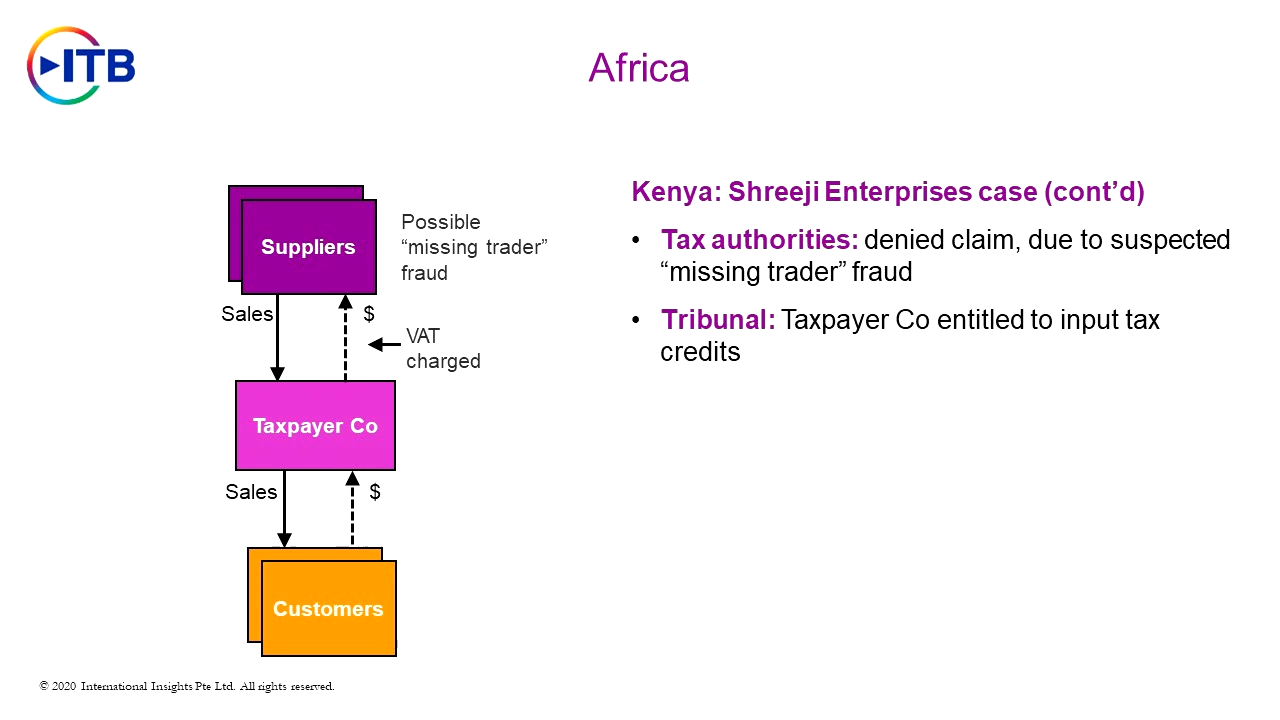 ITB
Africa
Kenya: Shreeji Enterprises case (cont’d)
• Tax authorities: denied claim, due to suspected
“missing trader” fraud
• Tribunal: Taxpayer Co entitled to input tax
credits
Suppliers
Possible
“missing trader”
fraud
Sales
$
VAT
charged
Taxpayer Co
Sales
$
Customers
© 2020 International Insights Pte Ltd. All rights reserved.